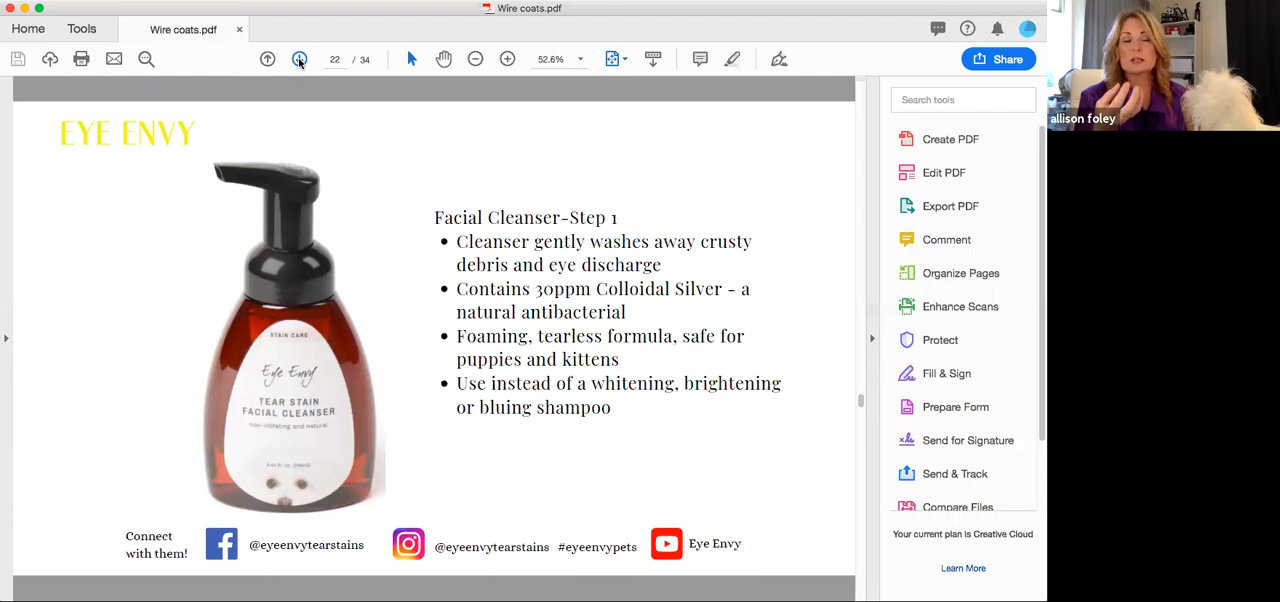 Wire coats.pdf
Home
Tools
Wire coats.pdf
×
22 / 34
52.6%
Share
allison foley
EYE ENVY
Facial Cleanser-Step 1
• Cleanser gently washes away crusty
debris and eye discharge
• Contains 30ppm Colloidal Silver - a
natural antibacterial
• Foaming, tearless formula, safe for
puppies and kittens
• Use instead of a whitening, brightening
or bluing shampoo
STAIN CARE
Eye Envy
TEAR STAIN
FACIAL CLEANSER
Non-irritating and natural
Connect
with them!
@eyeenvytearstains
@eyeenvytearstains #eyeenvypets
Eye Envy
Search tools
Create PDF
Edit PDF
Export PDF
Comment
Organize Pages
Enhance Scans
Protect
Fill & Sign
Prepare Form
Send for Signature
Send & Track
Compare Files
Your current plan is Creative Cloud
Learn More